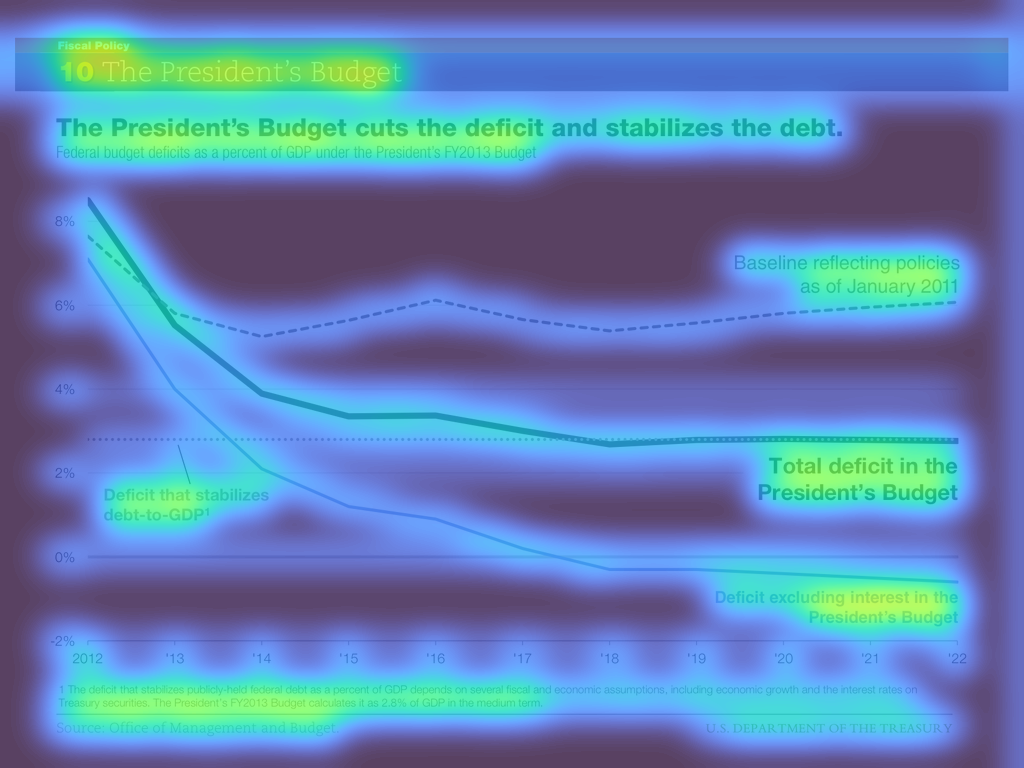 Fiscal Policy
10 The President's Budget
The President's Budget cuts the deficit and stabilizes the debt.
Federal budget deficits as a percent of GDP under the President's FY2013 Budget
8%
Baseline reflecting policies
as of January 2011
6%
4%
2%
Total deficit in the
President's Budget
Deficit that stabilizes
debt-to-GDP¹
0%
Deficit excluding interest in the
President's Budget
-2%
2012 '13 '14 '15 '16 '17 '18 '19 '20 '21 '22
1 The deficit that stabilizes publicly-held federal debt as a percent of GDP depends on several fiscal and economic assumptions, including economic growth and the interest rates on
Treasury securities. The President's FY2013 Budget calculates it as 2.8% of GDP in the medium term.
Source: Office of Management and Budget. U.S. DEPARTMENT OF THE TREASURY